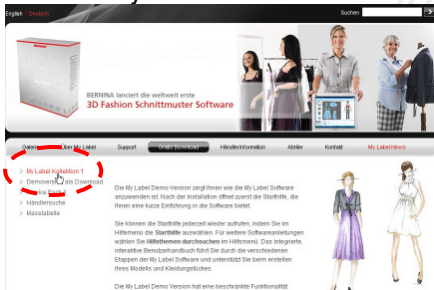 English | Deutsch
Suchen
BERNINA lanciert die weltweit erste
3D Fashion Schnittmuster Software
Galerie Über My Label Support Gratis Download Händlerinformation Atelier Kontakt My Label News
> My Label Kollektion 1
> Demoversion als Download
Pack
> Händlersuche
> Masstabelle
Die My Label Demo-Version zeigt Ihnen wie die My Label Software
anzuwenden ist. Nach der Installation öffnet zuerst die Starthilfe, die
Ihnen eine kurze Einführung in die Software bietet.
Sie können die Starthilfe jederzeit wieder aufrufen, indem Sie im
Hilfemenü die Starthilfe auswählen. Für weitere Softwareanleitungen
wählen Sie Hilfethemen durchsuchen im Hilfemenü. Das integrierte,
interaktive Benutzerhandbuch führt Sie durch die verschiedenen
Etappen der My Label Software und unterstützt Sie beim erstellen
Ihres Modells und Kleidungstückes.
Die My Label Demo Version hat eine beschränkte Funktionalität.